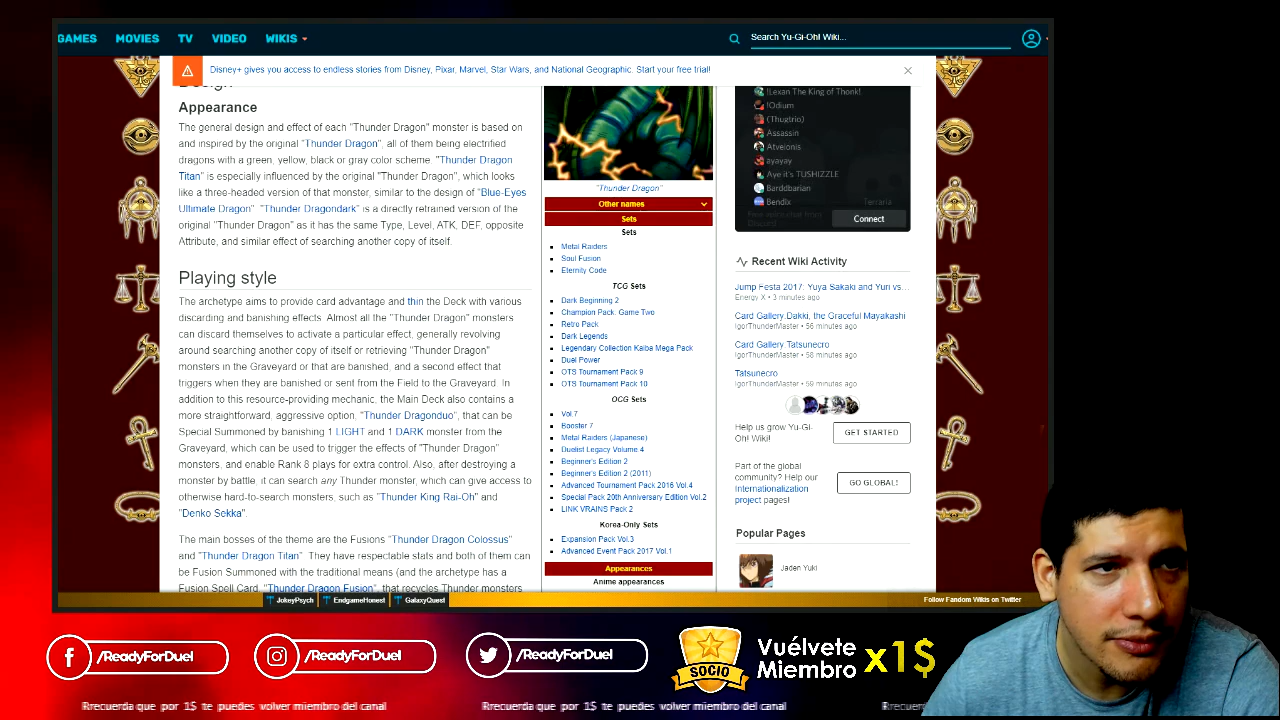 GAMES MOVIES TV VIDEO WIKIS
Search Yu-Gi-Oh! Wiki...
Disney+ gives you access to endless stories from Disney, Pixar, Marvel, Star Wars, and National Geographic. Start your free trial!
Design
Appearance
The general design and effect of each "Thunder Dragon" monster is based on
and inspired by the original "Thunder Dragon", all of them being electrified
dragons with a green, yellow, black or gray color scheme. "Thunder Dragon
Titan" is especially influenced by the original "Thunder Dragon", which looks
like a three-headed version of that monster, similar to the design of "Blue-Eyes
Ultimate Dragon". "Thunder Dragondark" is a directly retrained version of the
original "Thunder Dragon" as it has the same Type, Level, ATK, DEF, opposite
Attribute, and similar effect of searching another copy of itself.
Playing style
The archetype aims to provide card advantage and thin the Deck with various
discarding and banishing effects. Almost all the "Thunder Dragon" monsters
can discard themselves to activate a particular effect, generally revolving
around searching another copy of itself or retrieving "Thunder Dragon"
monsters in the Graveyard or that are banished, and a second effect that
triggers when they are banished or sent from the Field to the Graveyard. In
addition to this resource-providing mechanic, the Main Deck also contains a
more straightforward, aggressive option, "Thunder Dragonduo", that can be
Special Summoned by banishing 1 LIGHT and 1 DARK monster from the
Graveyard, which can be used to trigger the effects of "Thunder Dragon"
monsters, and enable Rank plays for extra control. Also, after destroying a
monster by battle, it can search any Thunder monster, which can give access to
otherwise hard-to-search monsters, such as "Thunder King Rai-Oh" and
"Denko Sekka".
The main bosses of the theme are the Fusions "Thunder Dragon Colossus"
and "Thunder Dragon Titan". They have respectable stats and both of them can
be Fusion Summoned with the traditional means (and the archetype has a
Fusion Spell Card, "Thunder Dragon Fusion", that recycles Thunder monsters
"Thunder Dragon"
Other names
Sets
Sets
Metal Raiders
Soul Fusion
Eternity Code
TCG Sets
Dark Beginning 2
Champion Pack: Game Two
Retro Pack
Dark Legends
Legendary Collection Kaiba Mega Pack
Duel Power
OTS Tournament Pack 9
OTS Tournament Pack 10
OCG Sets
Vol.7
Booster 7
Metal Raiders (Japanese)
Duelist Legacy Volume 4
Beginner's Edition 2
Beginner's Edition 2 (2011)
Advanced Tournament Pack 2016 Vol.4
Special Pack 20th Anniversary Edition Vol.2
LINK VRAINS Pack 2
Korea-Only Sets
Expansion Pack Vol.3
Advanced Event Pack 2017 Vol.1
Appearances
Anime appearances
!Lexan The King of Thonk!
!Odium
(Thugtrio)
Assassin
Atvelonis
ayayay
Aye it's TUSHIZZLE
Barddbarian
Bendix Terraria
Connect
Recent Wiki Activity
Jump Festa 2017: Yuya Sakaki and Yuri vs...
Energy X • 3 minutes ago
Card Gallery:Dakki, the Graceful Mayakashi
IgorThunderMaster • 56 minutes ago
Card Gallery:Tatsunecro
IgorThunderMaster • 58 minutes ago
Tatsunecro
IgorThunderMaster • 59 minutes ago
Help us grow Yu-Gi-
Oh! Wiki!
GET STARTED
Part of the global
community? Help our
Internationalization
project pages!
GO GLOBAL!
Popular Pages
Jaden Yuki
JokeyPsych EndgameHonest GalaxyQuest
Follow Fandom Wikis on Twitter
/ReadyForDuel
/ReadyForDuel
/ReadyForDuel
SOCIO
Vuélvete
Miembro x1$
Rrecuerda que por 1$ te puedes volver miembro del canal
Recuerda que por 1$ te puedes volver miembro del canal